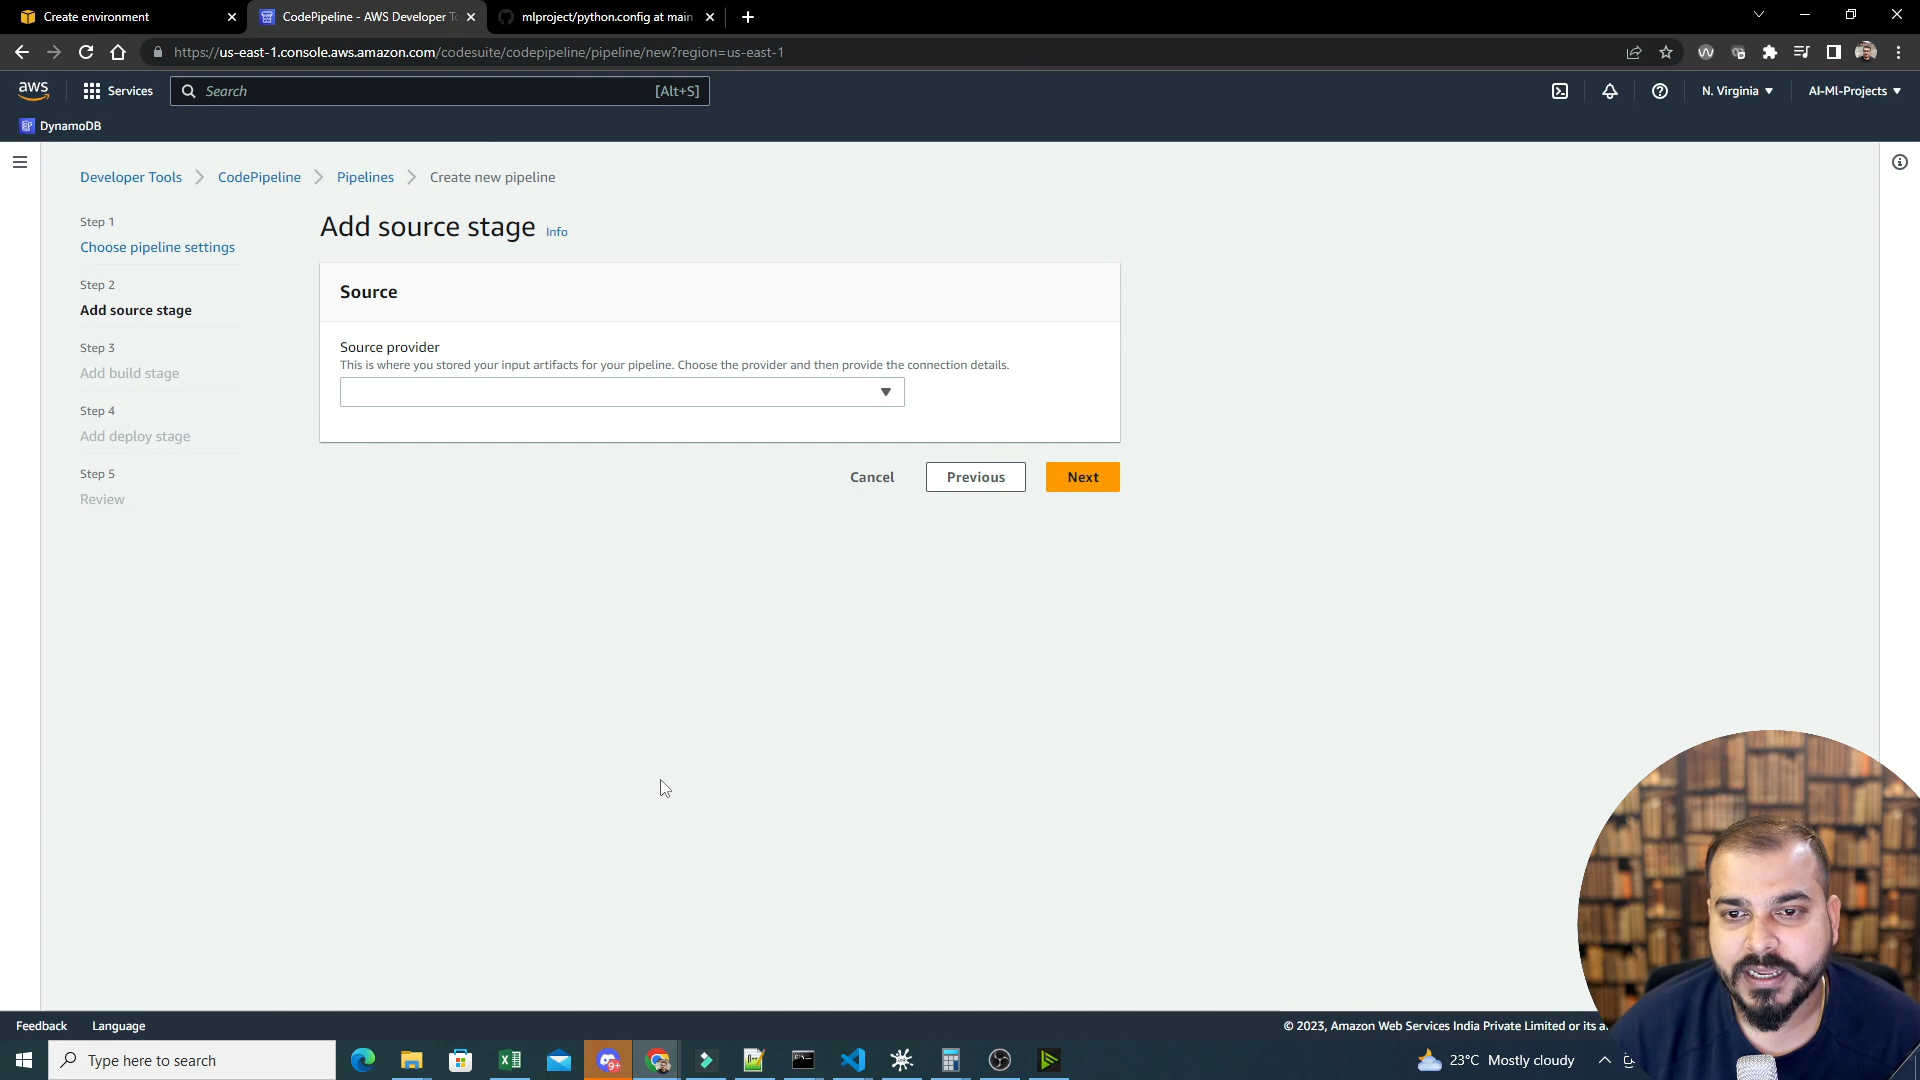 Create environment
CodePipeline - AWS Developer To
mlproject/python.config at main
https://us-east-1.console.aws.amazon.com/codesuite/codepipeline/pipeline/new?region=us-east-1
aws
Services
Search
[Alt+S]
N. Virginia
AI-Ml-Projects
DynamoDB
Developer Tools
CodePipeline
Pipelines
Create new pipeline
Step 1
Choose pipeline settings
Step 2
Add source stage
Step 3
Add build stage
Step 4
Add deploy stage
Step 5
Review
Add source stage
Info
Source
Source provider
This is where you stored your input artifacts for your pipeline. Choose the provider and then provide the connection details.
Cancel
Previous
Next
Feedback
Language
© 2023, Amazon Web Services India Private Limited or its a
Type here to search
9+
23°C Mostly cloudy